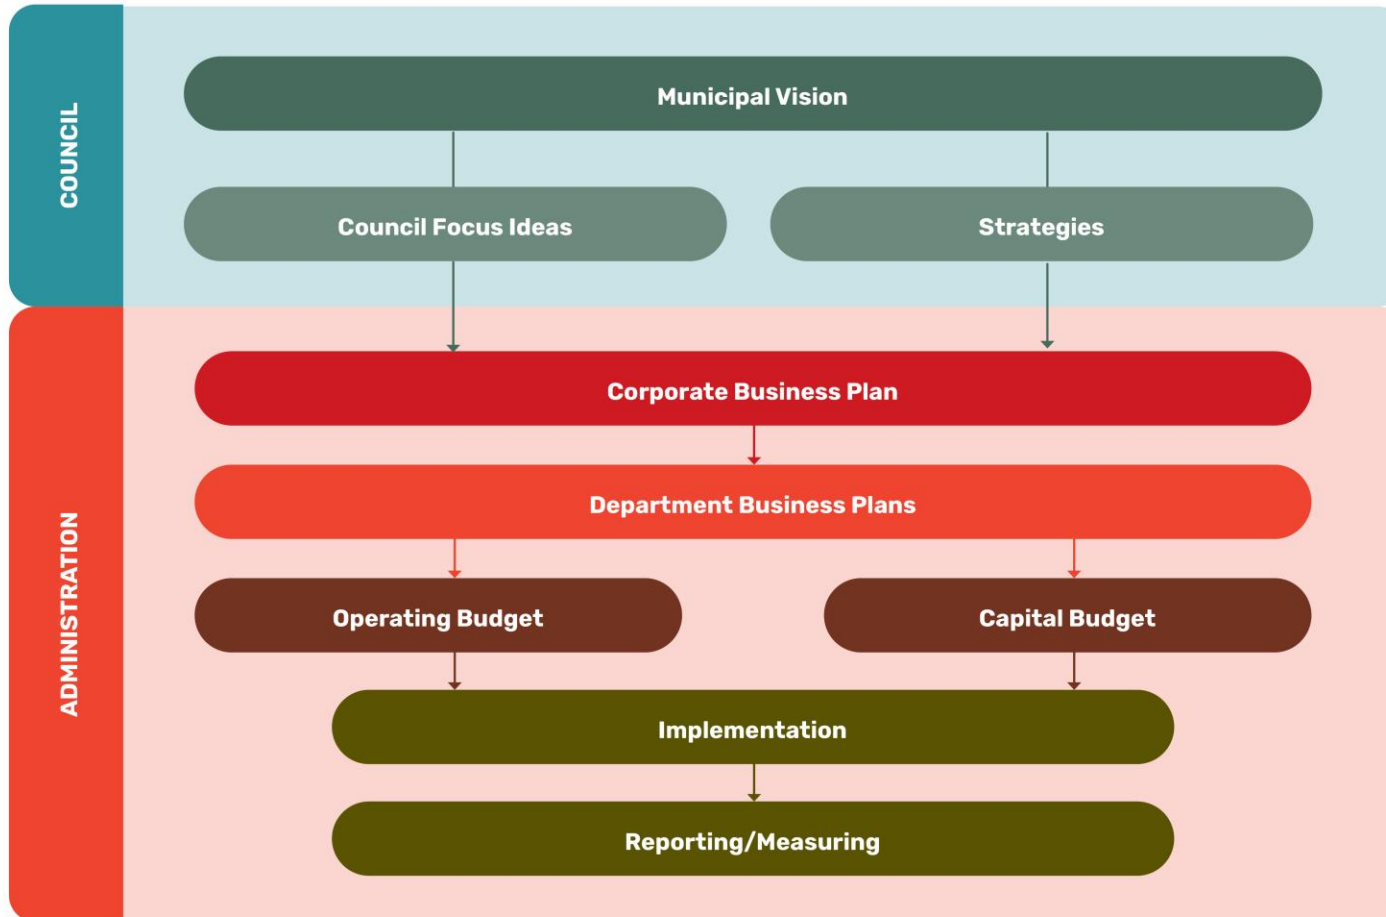 COUNCIL
Municipal Vision
Council Focus Ideas
Strategies
ADMINISTRATION
Corporate Business Plan
Department Business Plans
Operating Budget
Capital Budget
Implementation
Reporting/Measuring